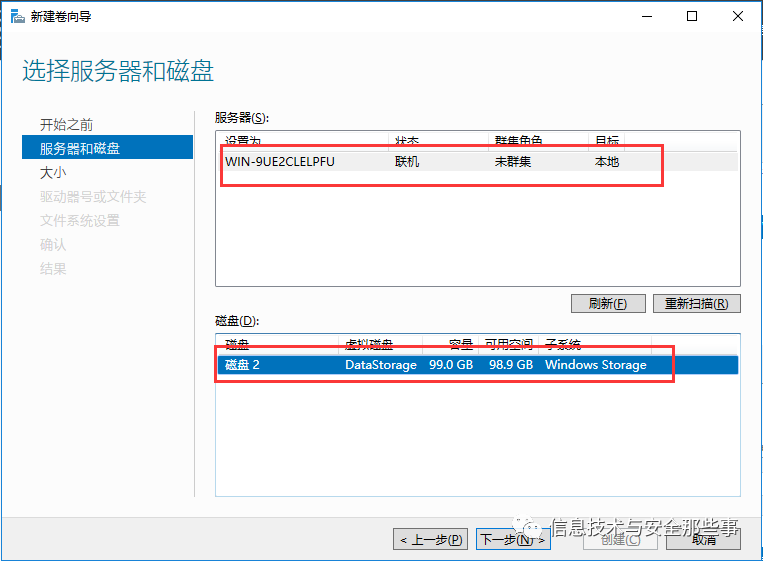 新建卷向导
选择服务器和磁盘
开始之前
服务器和磁盘
大小
驱动器号或文件夹
文件系统设置
确认
结果
服务器(S):
设置为 状态 群集角色 目标
WIN-9UE2CLELPFU 联机 未群集 本地
刷新(F) 重新扫描(R)
磁盘(D):
磁盘 虚拟磁盘 容量 可用空间 子系统
磁盘 2 DataStorage 99.0 GB 98.9 GB Windows Storage
< 上一步(P) 下一步(N) > 创建(C) 取消
信息技术与安全那些事